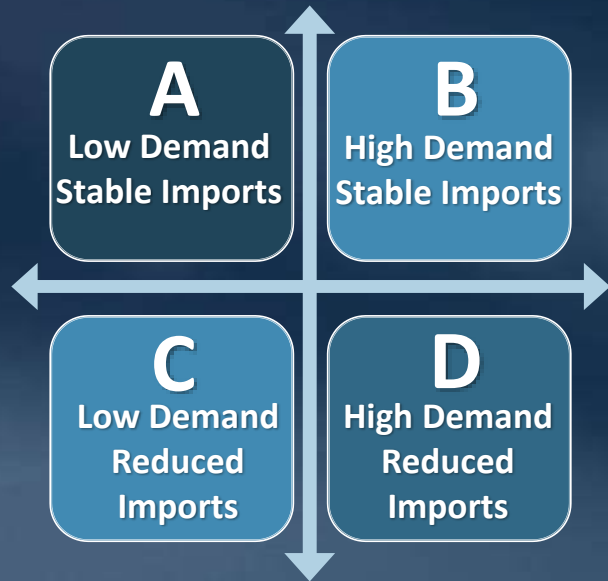 A
Low Demand
Stable Imports
B
High Demand
Stable Imports
C
Low Demand
Reduced
Imports
D
High Demand
Reduced
Imports